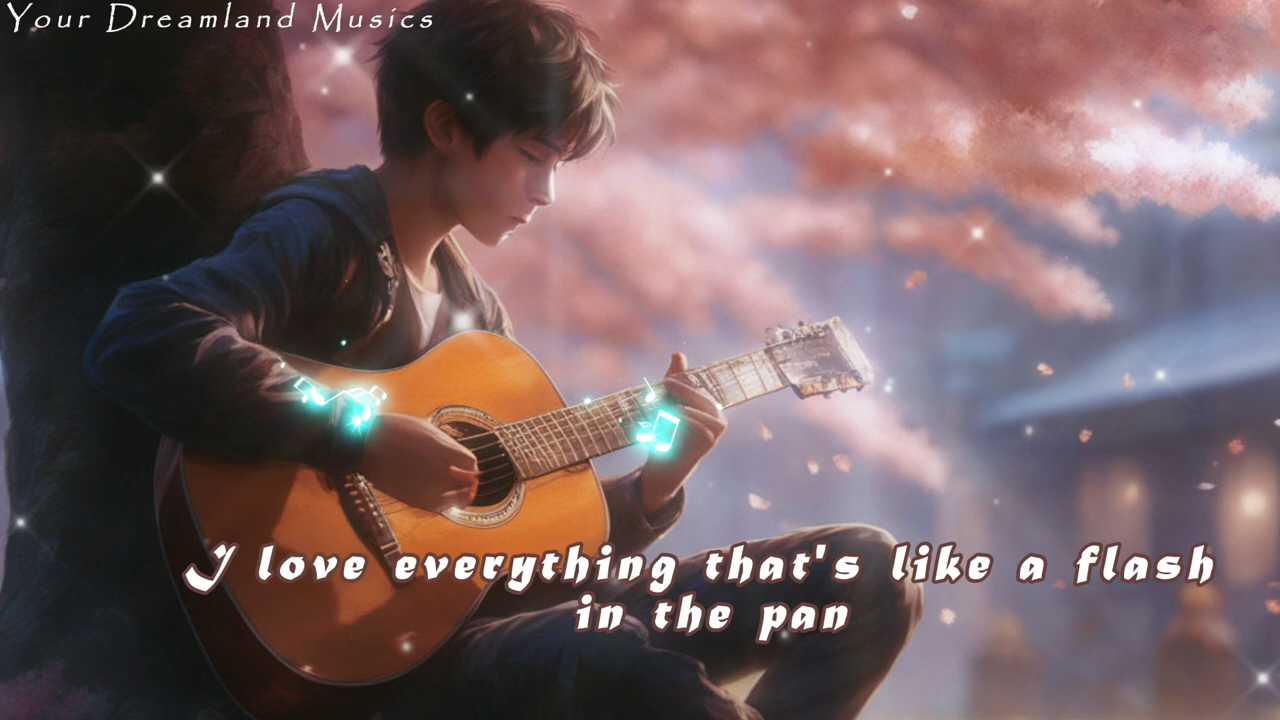 Your Dreamland Musics
I love everything that's like a flash
in the pan